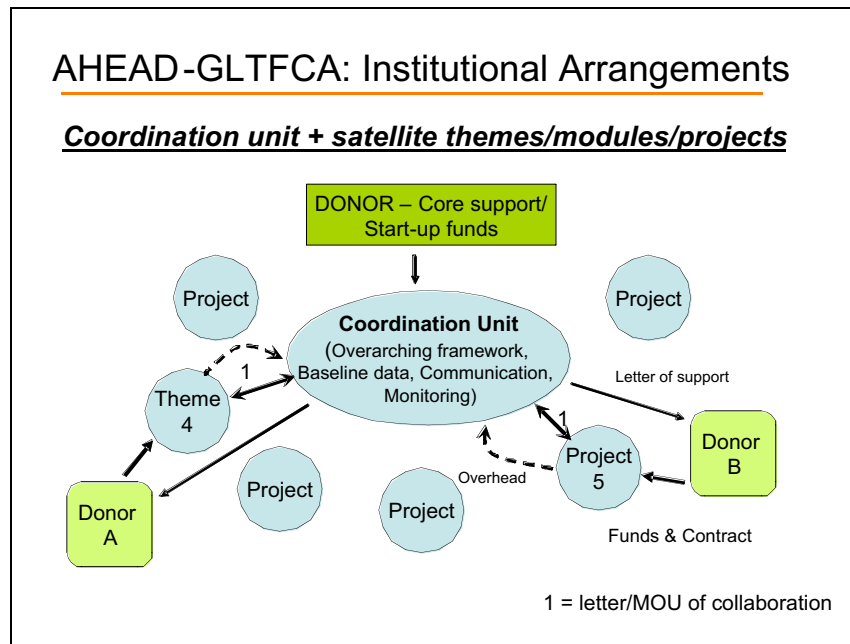 AHEAD-GLTFCA: Institutional Arrangements
Coordination unit + satellite themes/modules/projects
DONOR – Core support/
Start-up funds
Project
Project
Coordination Unit
(Overarching framework,
Baseline data, Communication,
Monitoring)
1
Letter of support
Theme
4
1
Donor
B
Project
5
Overhead
Project
Project
Donor
A
Funds & Contract
1 = letter/MOU of collaboration